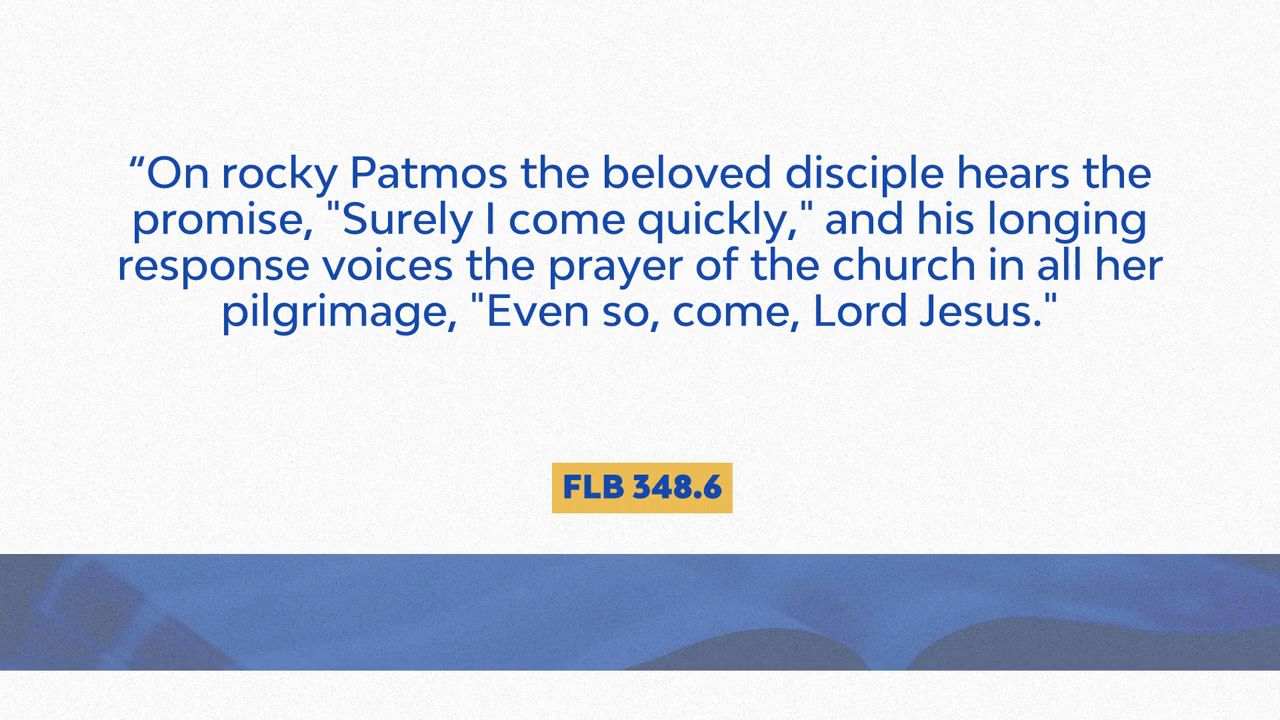 “On rocky Patmos the beloved disciple hears the
promise, "Surely I come quickly," and his longing
response voices the prayer of the church in all her
pilgrimage, "Even so, come, Lord Jesus."
FLB 348.6